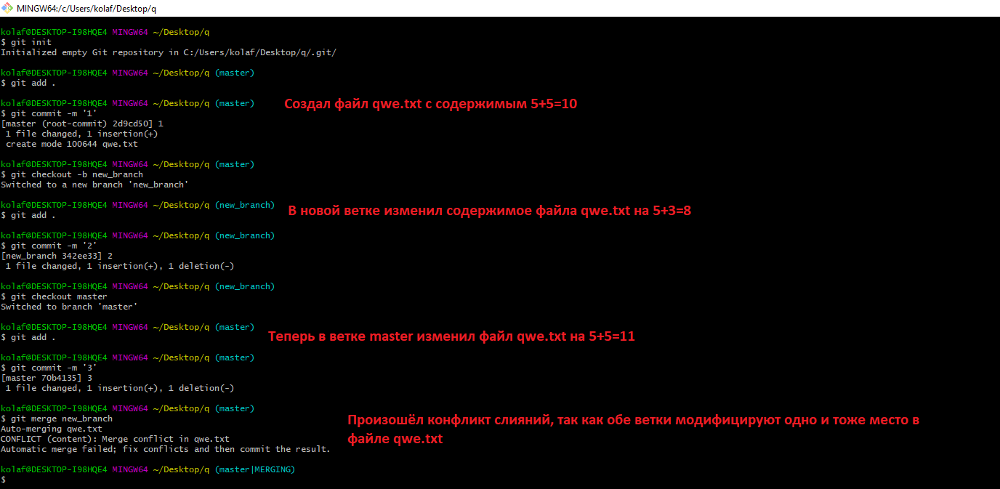 MINGW64:/c/Users/kolaf/Desktop/q
kolaf@DESKTOP-I98HQE4 MINGW64 ~/Desktop/q
$ git init
Initialized empty Git repository in C:/Users/kolaf/Desktop/q/.git/
kolaf@DESKTOP-I98HQE4 MINGW64 ~/Desktop/q (master)
$ git add .
kolaf@DESKTOP-I98HQE4 MINGW64 ~/Desktop/q (master)
Создал файл qwe.txt с содержимым 5+5=10
$ git commit -m '1'
[master (root-commit) 2d9cd50] 1
1 file changed, 1 insertion(+)
create mode 100644 qwe.txt
kolaf@DESKTOP-I98HQE4 MINGW64 ~/Desktop/q (master)
$ git checkout -b new_branch
Switched to a new branch 'new_branch'
kolaf@DESKTOP-I98HQE4 MINGW64 ~/Desktop/q (new_branch)
В новой ветке изменил содержимое файла qwe.txt на 5+3=8
$ git add .
kolaf@DESKTOP-I98HQE4 MINGW64 ~/Desktop/q (new_branch)
$ git commit -m '2'
[new_branch 342ee33] 2
1 file changed, 1 insertion(+), 1 deletion(-)
kolaf@DESKTOP-I98HQE4 MINGW64 ~/Desktop/q (new_branch)
$ git checkout master
Switched to branch 'master'
kolaf@DESKTOP-I98HQE4 MINGW64 ~/Desktop/q (master)
$ git add .
Теперь в ветке master изменил файл qwe.txt на 5+5=11
kolaf@DESKTOP-I98HQE4 MINGW64 ~/Desktop/q (master)
$ git commit -m '3'
[master 70b4135] 3
1 file changed, 1 insertion(+), 1 deletion(-)
kolaf@DESKTOP-I98HQE4 MINGW64 ~/Desktop/q (master)
$ git merge new_branch
Произошёл конфликт слияний, так как обе ветки модифицируют одно и тоже место в
файле qwe.txt
Auto-merging qwe.txt
CONFLICT (content): Merge conflict in qwe.txt
Automatic merge failed; fix conflicts and then commit the result.
kolaf@DESKTOP-I98HQE4 MINGW64 ~/Desktop/q (master|MERGING)
$